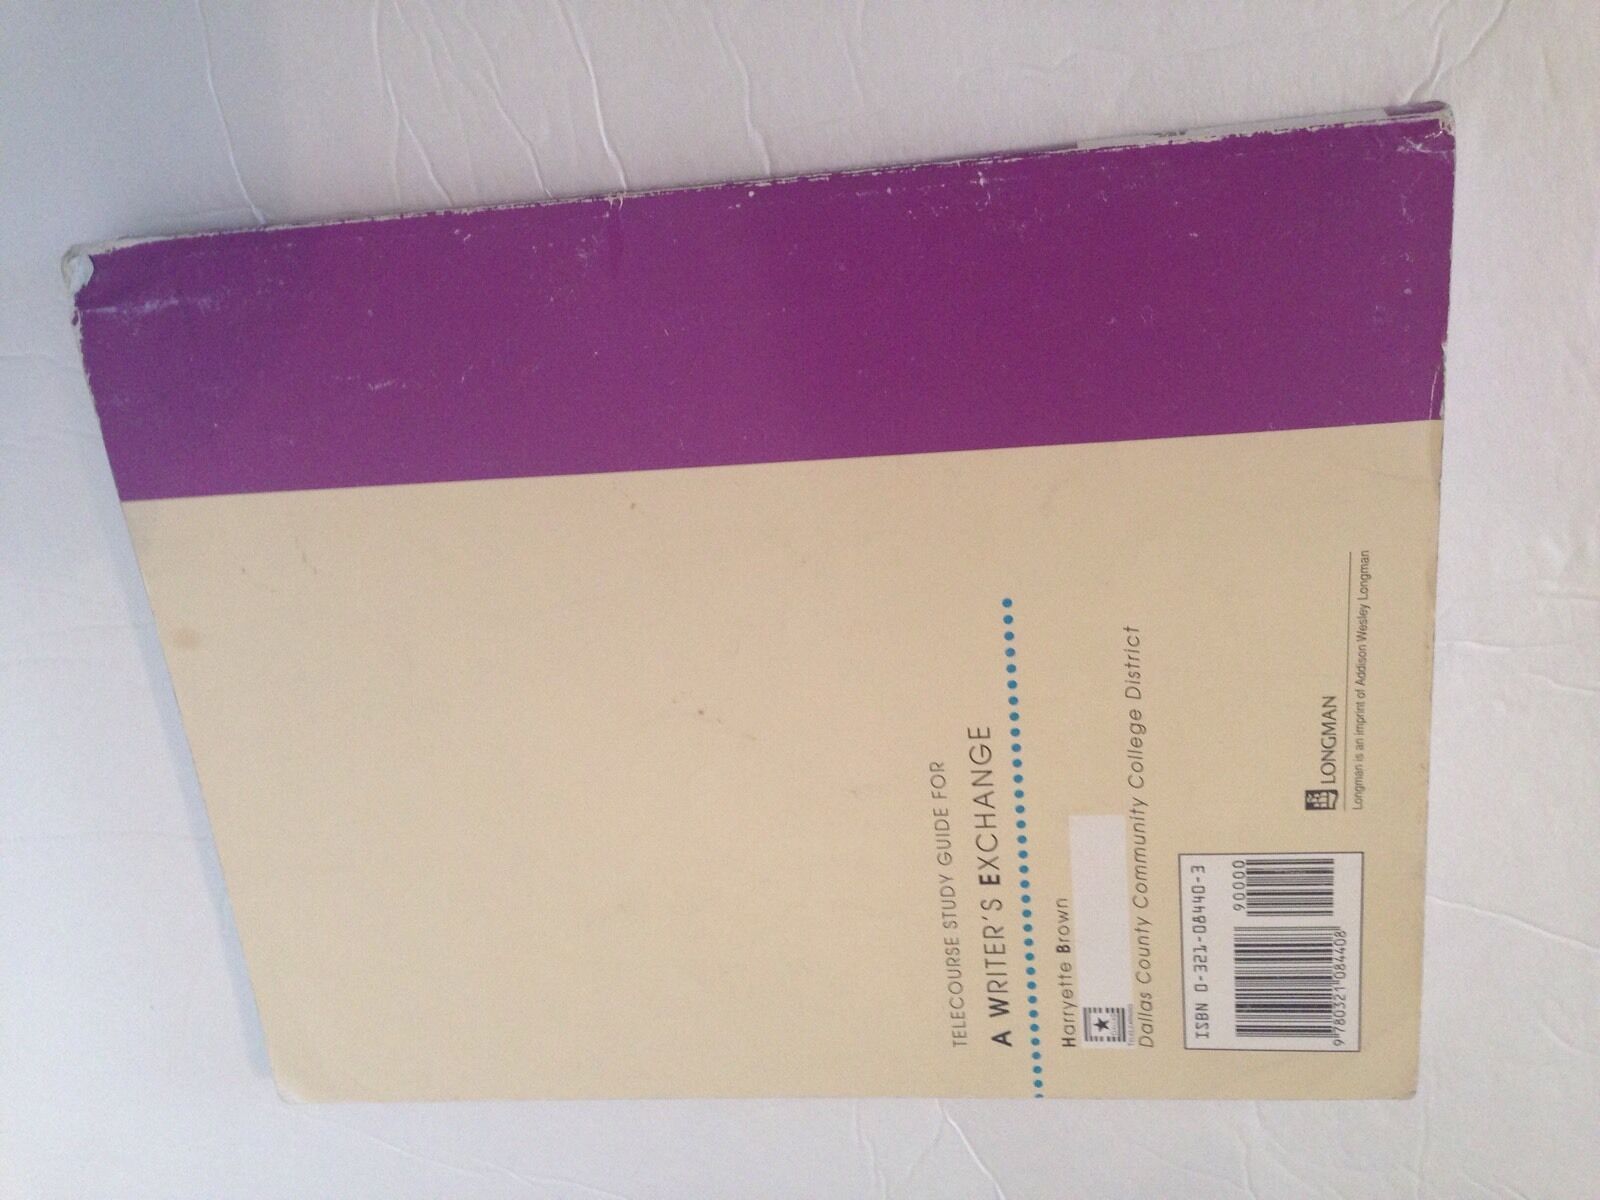 TELECOURSE STUDY GUIDE FOR
A WRITER'S EXCHANGE
Harryette Brown
Dallas County Community College District
ISBN 0-321-08440-3
90000
9 780321 084408
LONGMAN
Longman is an imprint of Addison Wesley Longman